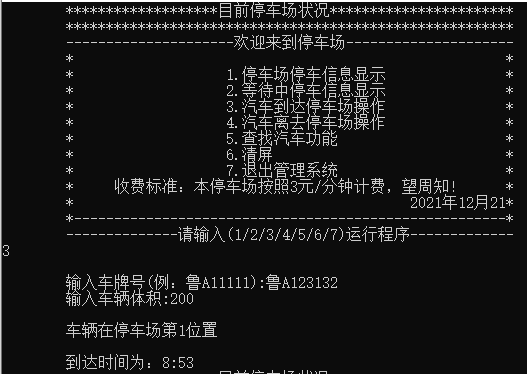 *******************目前停车场状况***********************
********************************************************
---------------------欢迎来到停车场---------------------
* *
* 1.停车场停车信息显示 *
* 2.等待中停车信息显示 *
* 3.汽车到达停车场操作 *
* 4.汽车离去停车场操作 *
* 5.查找汽车功能 *
* 6.清屏 *
* 7.退出管理系统 *
* 收费标准: 本停车场按照3元/分钟计费, 望周知! *
* 2021年12月21*
*------------------------------------------------------*
--------------请输入(1/2/3/4/5/6/7)运行程序-------------
3
输入车牌号(例: 鲁A11111):鲁A123132
输入车辆体积:200
车辆在停车场第1位置
到达时间为: 8:53